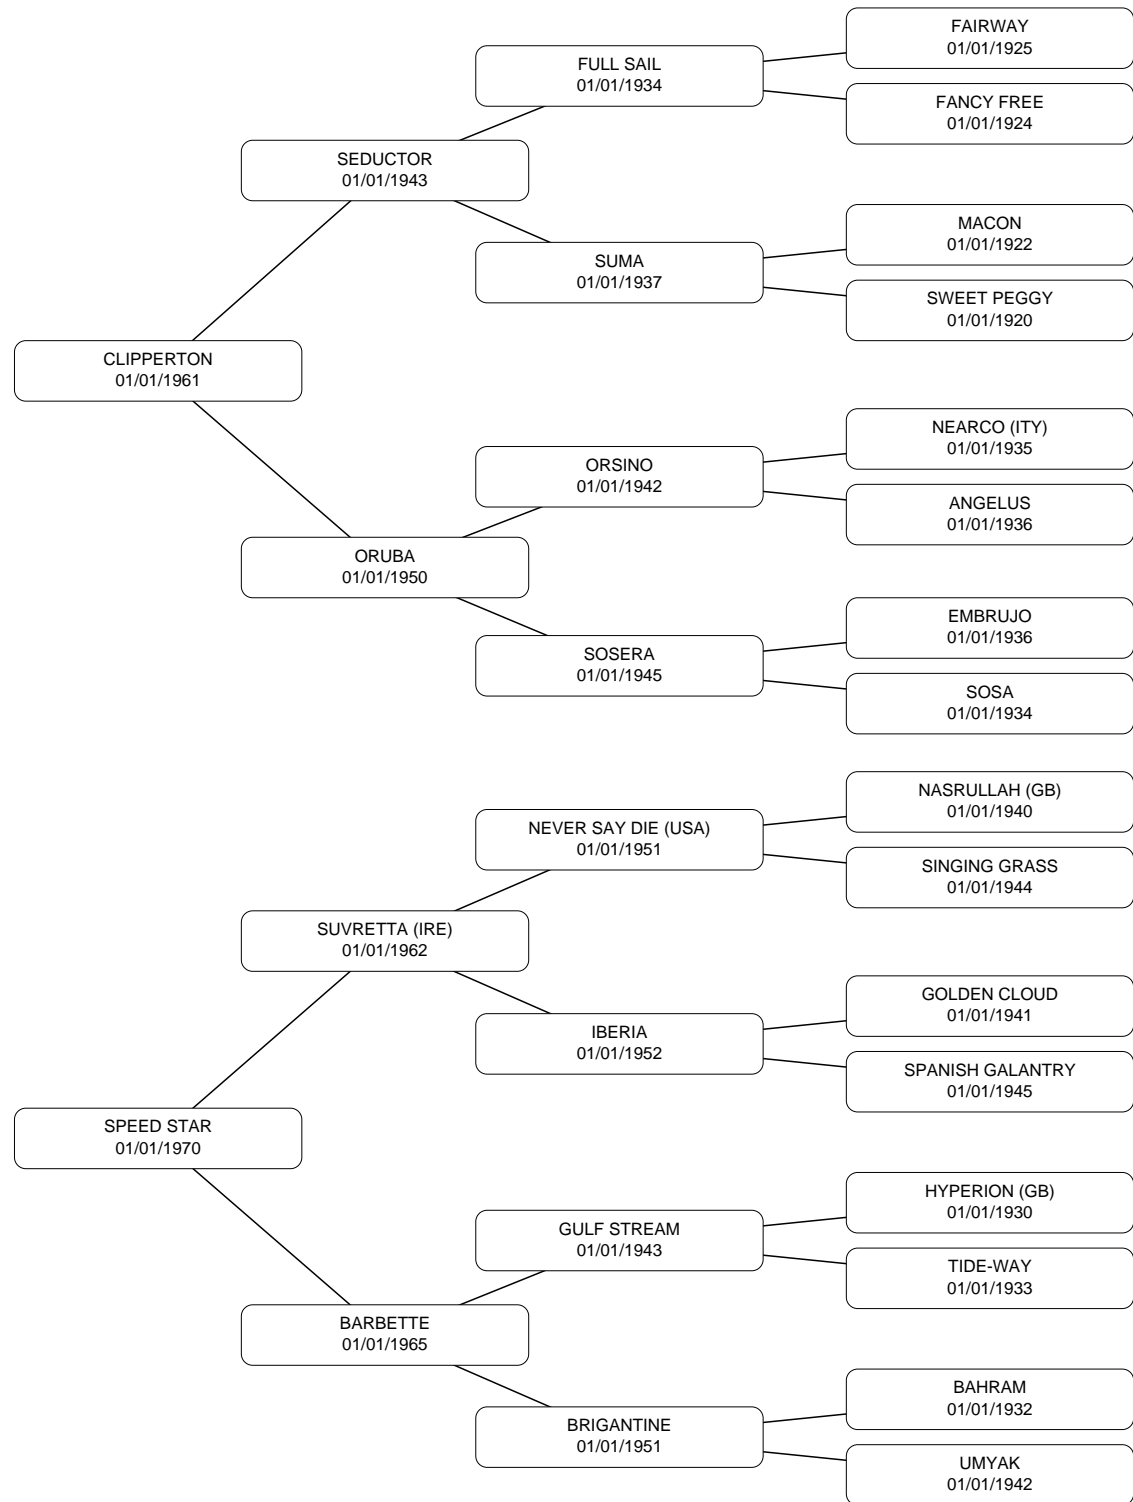 FAIRWAY
01/01/1925
FULL SAIL
01/01/1934
FANCY FREE
01/01/1924
SEDUCTOR
01/01/1943
MACON
01/01/1922
SUMA
01/01/1937
SWEET PEGGY
01/01/1920
CLIPPERTON
01/01/1961
NEARCO (ITY)
01/01/1935
ORSINO
01/01/1942
ANGELUS
01/01/1936
ORUBA
01/01/1950
EMBRUJO
01/01/1936
SOSERA
01/01/1945
SOSA
01/01/1934
NASRULLAH (GB)
01/01/1940
NEVER SAY DIE (USA)
01/01/1951
SINGING GRASS
01/01/1944
SUVRETTA (IRE)
01/01/1962
GOLDEN CLOUD
01/01/1941
IBERIA
01/01/1952
SPANISH GALANTRY
01/01/1945
SPEED STAR
01/01/1970
HYPERION (GB)
01/01/1930
GULF STREAM
01/01/1943
TIDE-WAY
01/01/1933
BARBETTE
01/01/1965
BAHRAM
01/01/1932
BRIGANTINE
01/01/1951
UMYAK
01/01/1942